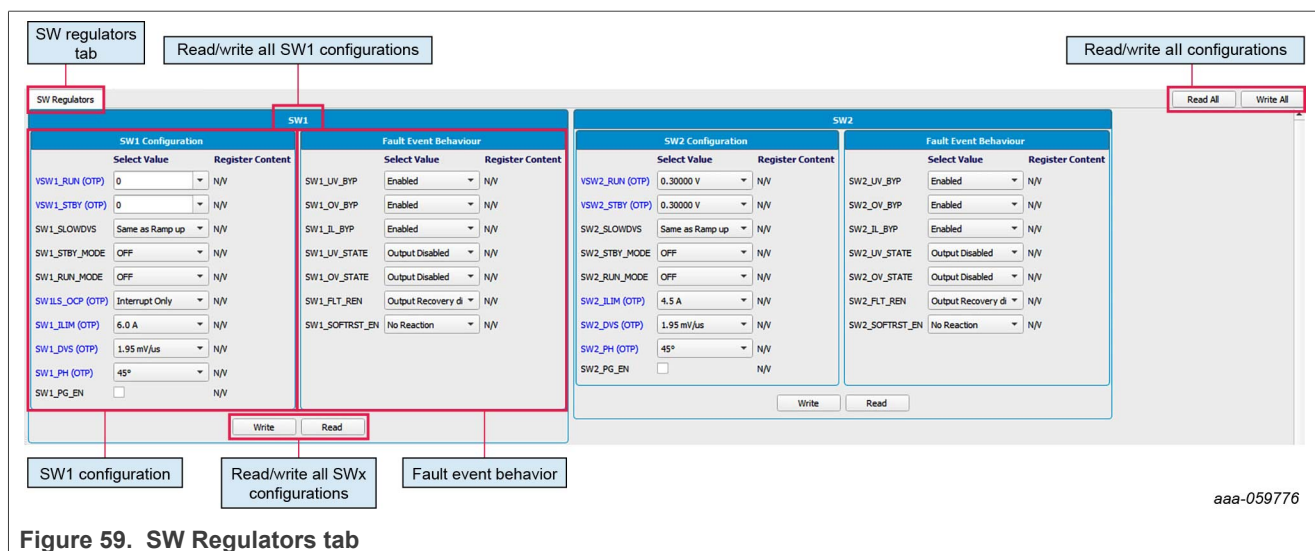 SW regulators
tab
Read/write all SW1 configurations
Read/write all configurations
SW Regulators
Read All Write All
SW1
SW1 Configuration
Select Value Register Content
VSW1_RUN (OTP) 0 N/V
VSW1_STBY (OTP) 0 N/V
SW1_SLOWDVS Same as Ramp up N/V
SW1_STBY_MODE OFF N/V
SW1_RUN_MODE OFF N/V
SW1LS_OCP (OTP) Interrupt Only N/V
SW1_ILIM (OTP) 6.0 A N/V
SW1_DVS (OTP) 1.95 mV/us N/V
SW1_PH (OTP) 45° N/V
SW1_PG_EN N/V
Fault Event Behaviour
Select Value Register Content
SW1_UV_BYP Enabled N/V
SW1_OV_BYP Enabled N/V
SW1_IL_BYP Enabled N/V
SW1_UV_STATE Output Disabled N/V
SW1_OV_STATE Output Disabled N/V
SW1_FLT_REN Output Recovery di N/V
SW1_SOFTRST_EN No Reaction N/V
Write Read
SW2
SW2 Configuration
Select Value Register Content
VSW2_RUN (OTP) 0.30000 V N/V
VSW2_STBY (OTP) 0.30000 V N/V
SW2_SLOWDVS Same as Ramp up N/V
SW2_STBY_MODE OFF N/V
SW2_RUN_MODE OFF N/V
SW2_ILIM (OTP) 4.5 A N/V
SW2_DVS (OTP) 1.95 mV/us N/V
SW2_PH (OTP) 45° N/V
SW2_PG_EN N/V
Fault Event Behaviour
Select Value Register Content
SW2_UV_BYP Enabled N/V
SW2_OV_BYP Enabled N/V
SW2_IL_BYP Enabled N/V
SW2_UV_STATE Output Disabled N/V
SW2_OV_STATE Output Disabled N/V
SW2_FLT_REN Output Recovery di N/V
SW2_SOFTRST_EN No Reaction N/V
Write Read
SW1 configuration
Read/write all SWx
configurations
Fault event behavior
aaa-059776
Figure 59. SW Regulators tab